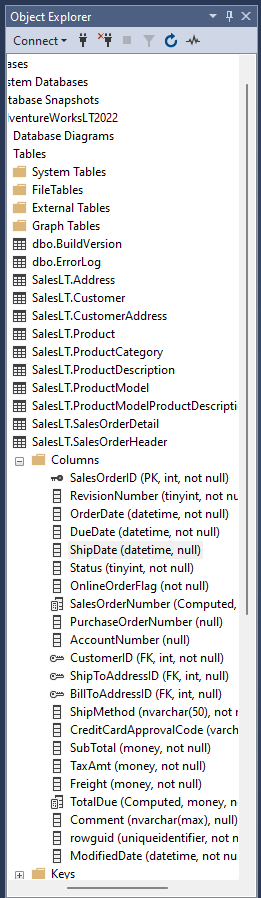 Object Explorer
Connect
ases
stem Databases
tabase Snapshots
lventureWorksLT2022
Database Diagrams
Tables
System Tables
FileTables
External Tables
Graph Tables
dbo.BuildVersion
dbo.ErrorLog
SalesLT.Address
SalesLT.Customer
SalesLT.CustomerAddress
SalesLT.Product
SalesLT.ProductCategory
SalesLT.ProductDescription
SalesLT.ProductModel
SalesLT.ProductModelProductDescripti
SalesLT.SalesOrderDetail
SalesLT.SalesOrderHeader
Columns
SalesOrderID (PK, int, not null)
RevisionNumber (tinyint, not nu
OrderDate (datetime, not null)
DueDate (datetime, not null)
ShipDate (datetime, null)
Status (tinyint, not null)
OnlineOrderFlag (not null)
SalesOrderNumber (Computed,
PurchaseOrderNumber (null)
AccountNumber (null)
CustomerID (FK, int, not null)
ShipToAddressID (FK, int, null)
BillToAddressID (FK, int, null)
ShipMethod (nvarchar(50), not r
CreditCardApprovalCode (varch
SubTotal (money, not null)
TaxAmt (money, not null)
Freight (money, not null)
TotalDue (Computed, money, n
Comment (nvarchar(max), null)
rowguid (uniqueidentifier, not n
ModifiedDate (datetime, not nu
Keys